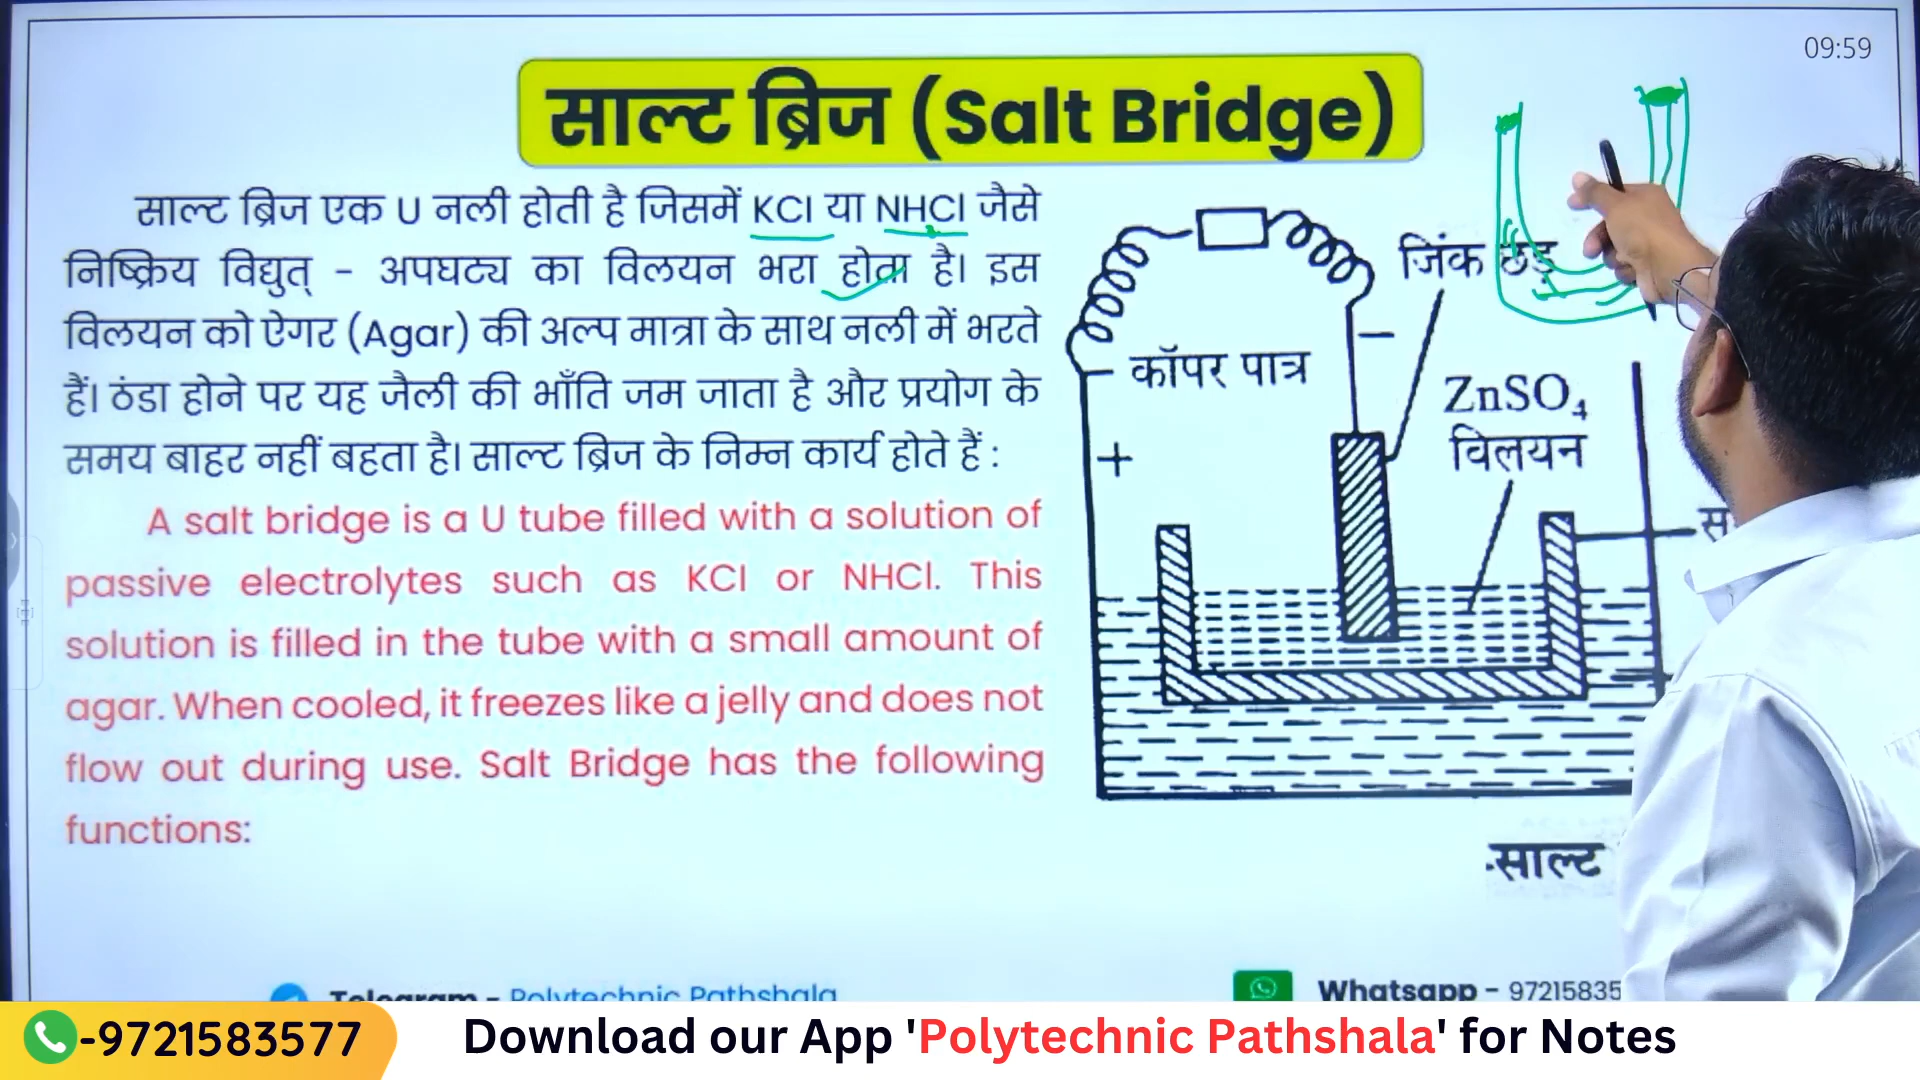 09:59
साल्ट ब्रिज (Salt Bridge)
साल्ट ब्रिज एक U नली होती है जिसमें KCl या NHCl जैसे
निष्क्रिय विद्युत् - अपघट्य का विलयन भरा होता है। इस
विलयन को ऐगर (Agar) की अल्प मात्रा के साथ नली में भरते
हैं। ठंडा होने पर यह जैली की भाँति जम जाता है और प्रयोग के
समय बाहर नहीं बहता है। साल्ट ब्रिज के निम्न कार्य होते हैं :
A salt bridge is a U tube filled with a solution of
passive electrolytes such as KCl or NHCl. This
solution is filled in the tube with a small amount of
agar. When cooled, it freezes like a jelly and does not
flow out during use. Salt Bridge has the following
functions:
जिंक छड़
−
कॉपर पात्र
ZnSO₄
विलयन
+
साल्ट
Telegram - Polytechnic Pathshala
Whatsapp - 97215835
-9721583577
Download our App 'Polytechnic Pathshala' for Notes